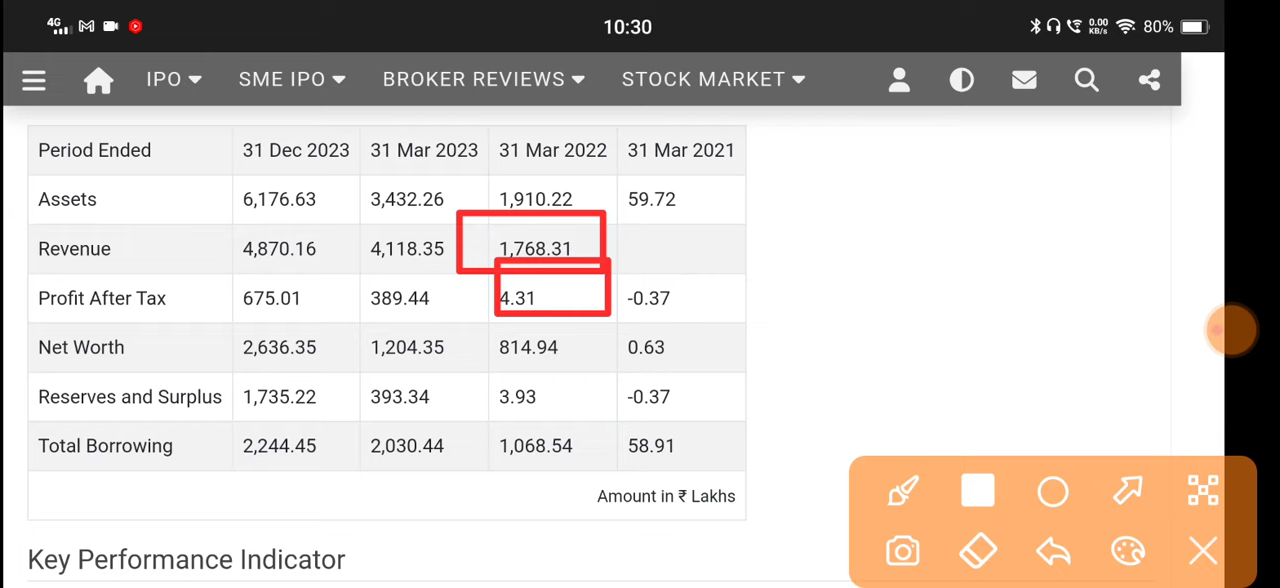 4G 10:30 0.00 KB/s 80%
IPO SME IPO BROKER REVIEWS STOCK MARKET
Period Ended 31 Dec 2023 31 Mar 2023 31 Mar 2022 31 Mar 2021
Assets 6,176.63 3,432.26 1,910.22 59.72
Revenue 4,870.16 4,118.35 1,768.31
Profit After Tax 675.01 389.44 4.31 -0.37
Net Worth 2,636.35 1,204.35 814.94 0.63
Reserves and Surplus 1,735.22 393.34 3.93 -0.37
Total Borrowing 2,244.45 2,030.44 1,068.54 58.91
Amount in ₹ Lakhs
Key Performance Indicator